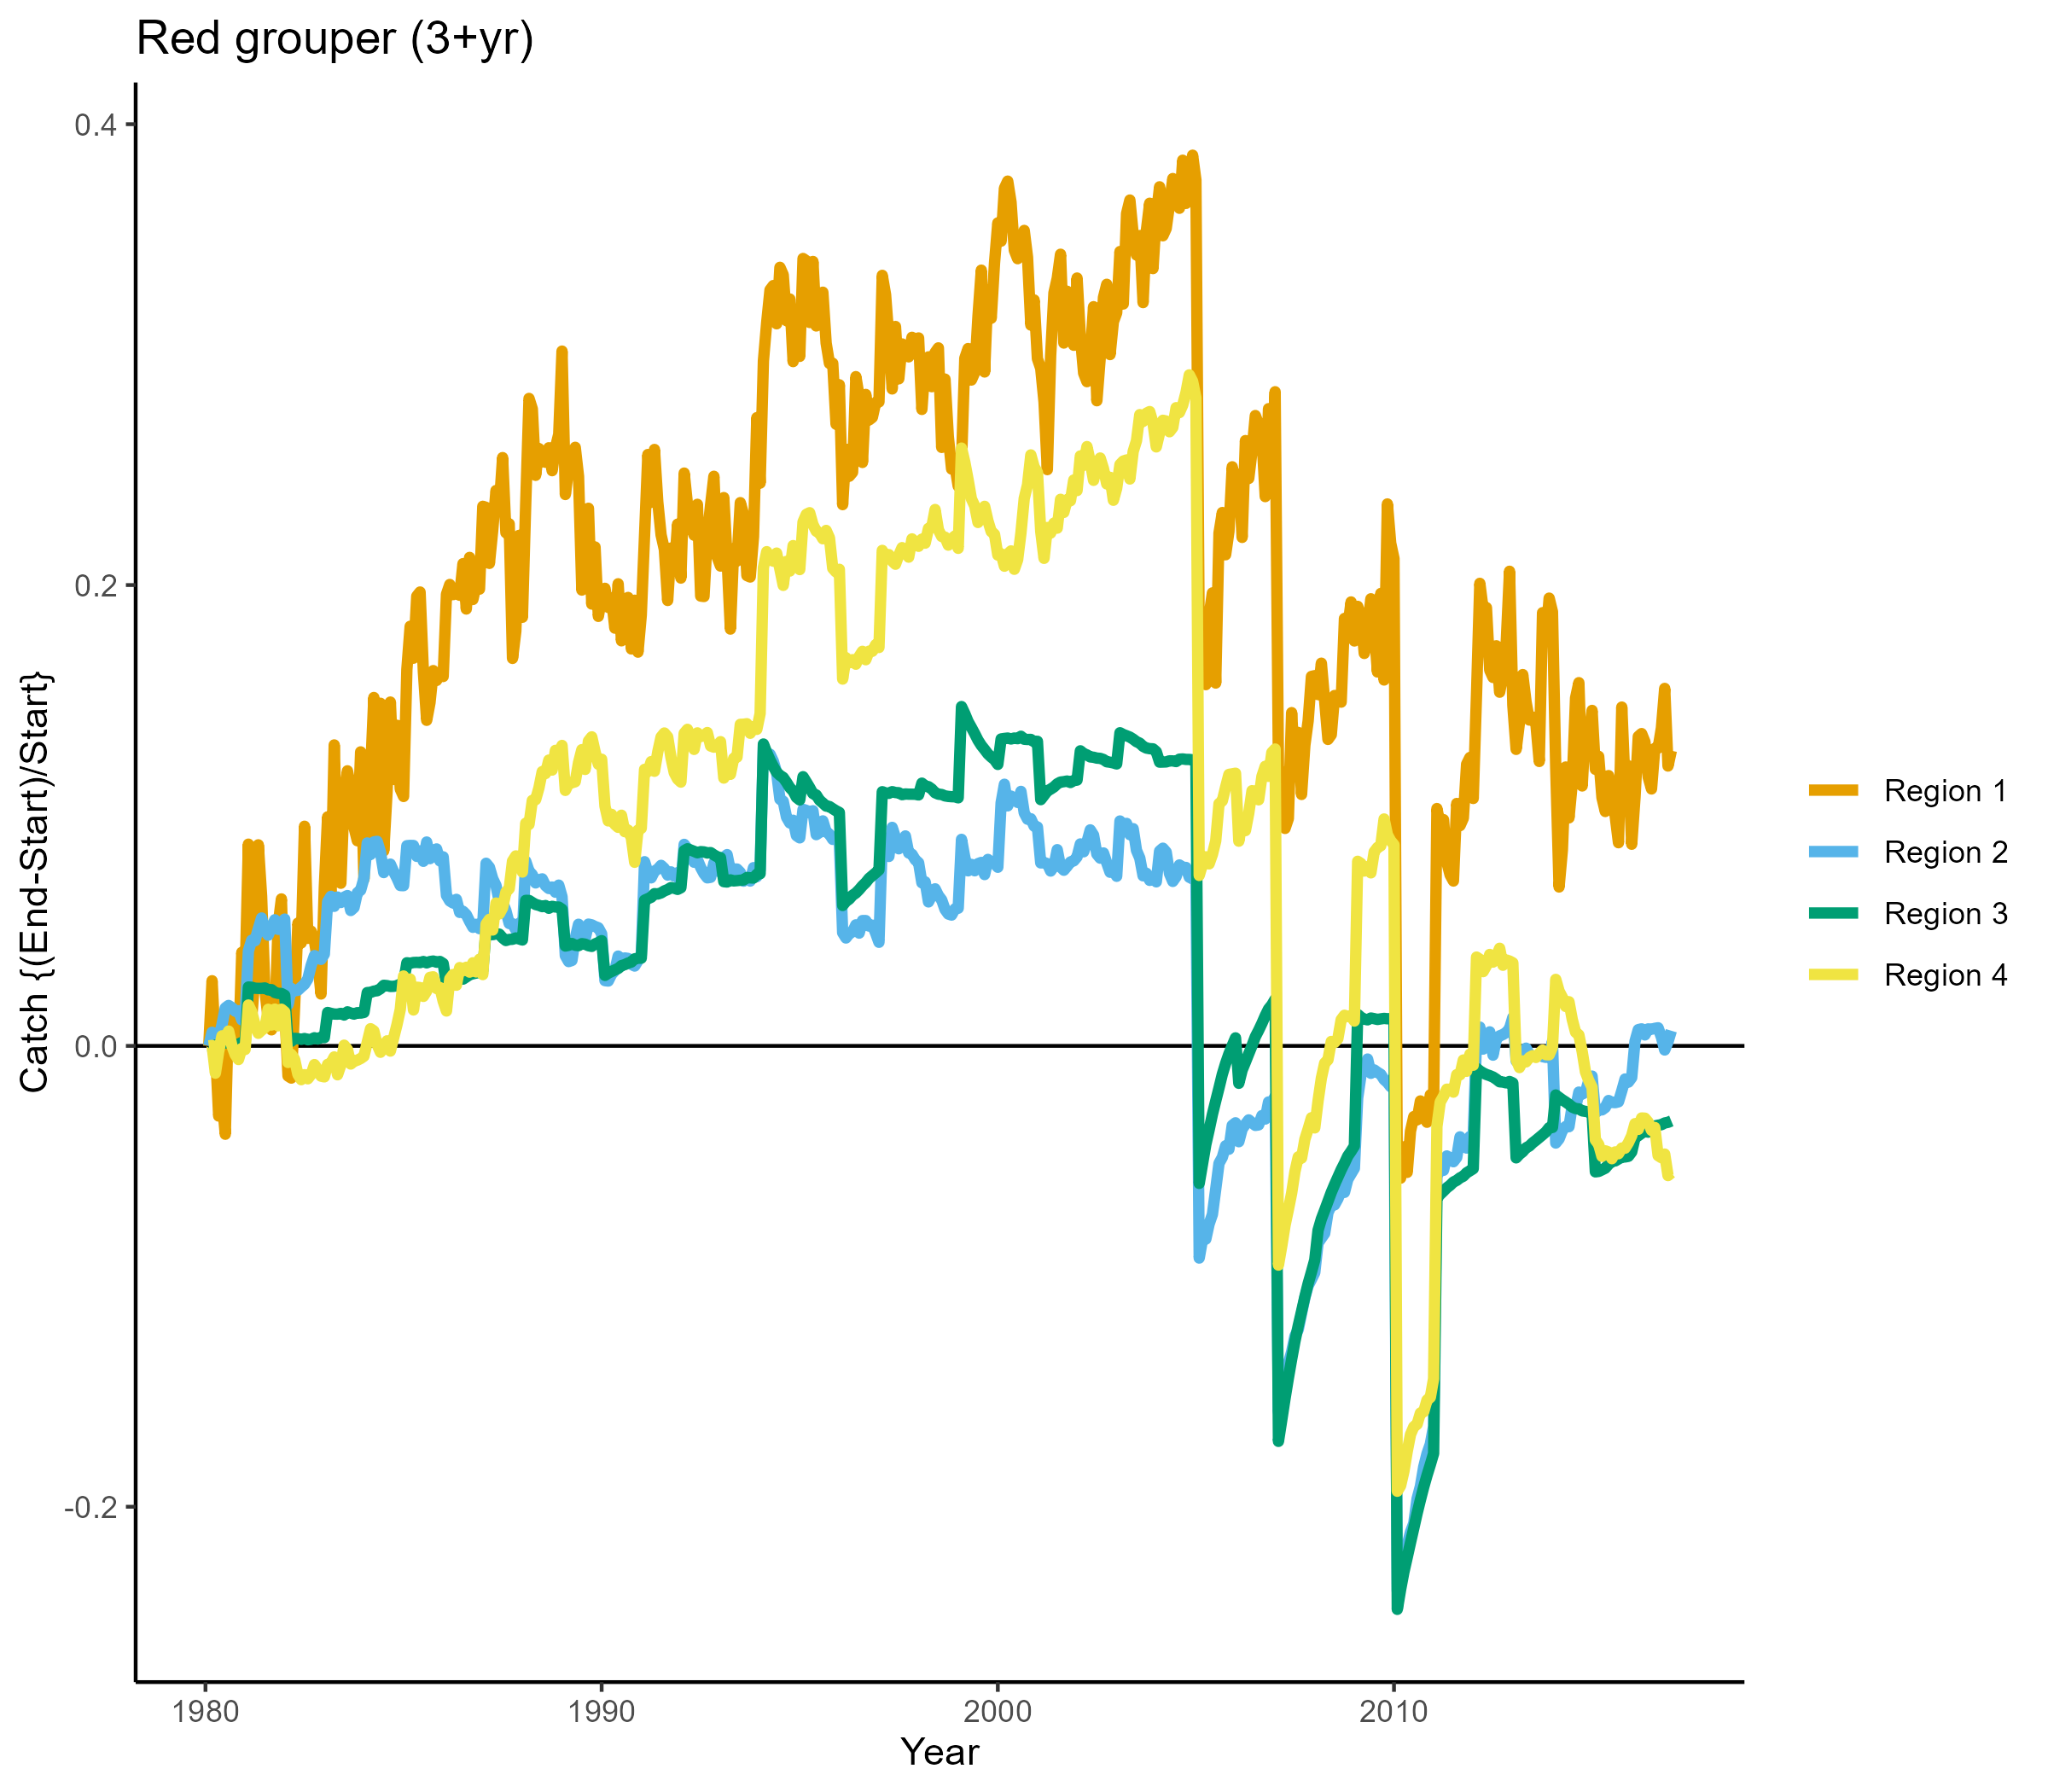 Red grouper (3+yr)
0.4
0.2
0.0
-0.2
Catch {(End-Start)/Start}
1980
1990
2000
2010
Year
Region 1
Region 2
Region 3
Region 4